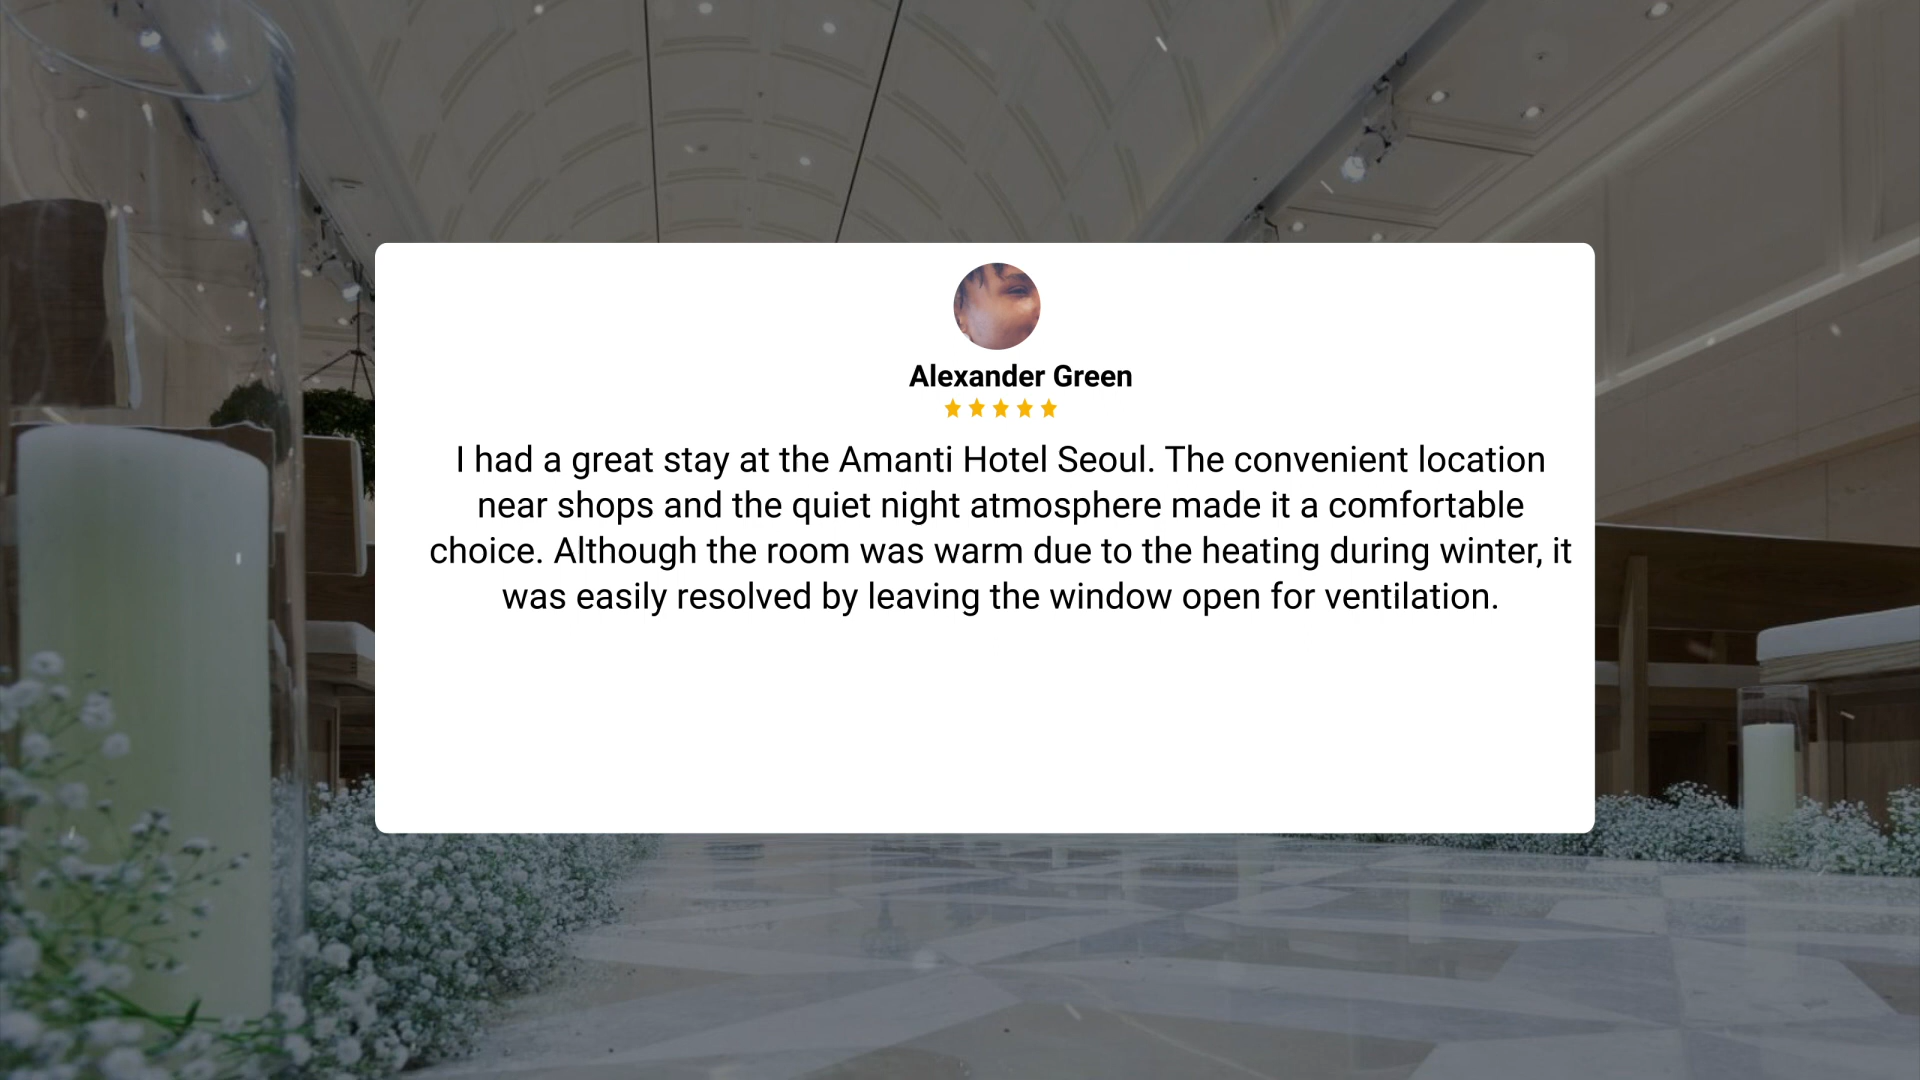 Alexander Green
I had a great stay at the Amanti Hotel Seoul. The convenient location
near shops and the quiet night atmosphere made it a comfortable
choice. Although the room was warm due to the heating during winter, it
was easily resolved by leaving the window open for ventilation.